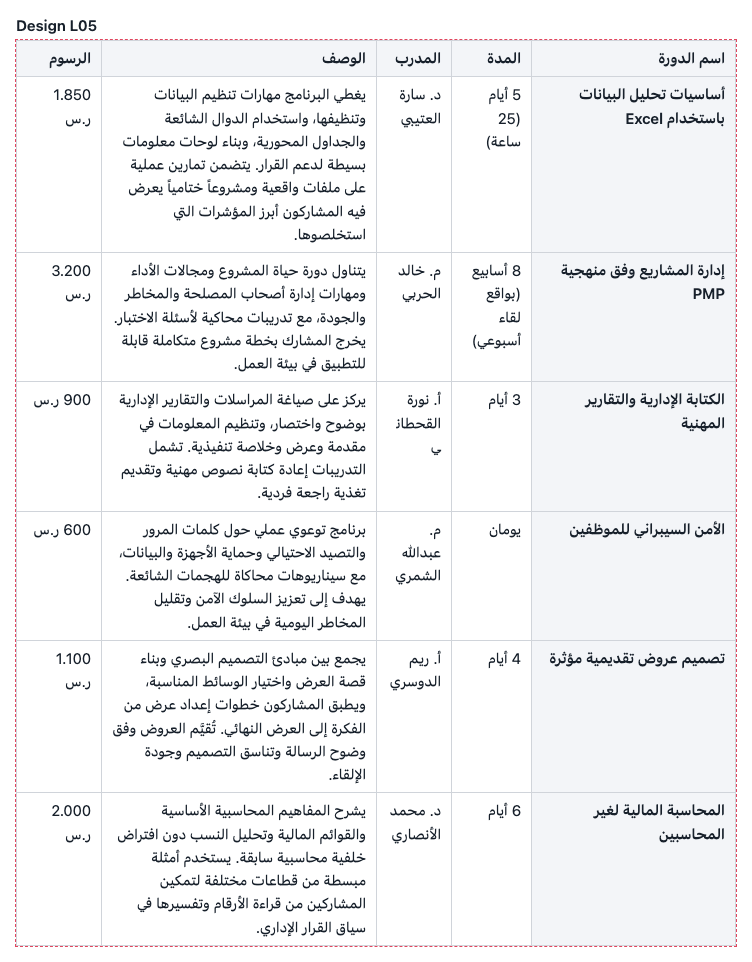 Design L05
اسم الدورة
المدة
المدرب
الوصف
الرسوم
أساسيات تحليل البيانات
باستخدام Excel
5 أيام
(25
ساعة)
د. سارة
العتيبي
يغطي البرنامج مهارات تنظيم البيانات
وتنظيفها، واستخدام الدوال الشائعة
والجداول المحورية، وبناء لوحات معلومات
بسيطة لدعم القرار. يتضمن تمارين عملية
على ملفات واقعية ومشروعاً ختامياً يعرض
فيه المشاركون أبرز المؤشرات التي
استخلصوها.
1.850
ر.س
إدارة المشاريع وفق منهجية
PMP
8 أسابيع
(بواقع
لقاء
أسبوعي)
م. خالد
الحربي
يتناول دورة حياة المشروع ومجالات الأداء
ومهارات إدارة أصحاب المصلحة والمخاطر
والجودة، مع تدريبات محاكية لأسئلة الاختبار.
يخرج المشارك بخطة مشروع متكاملة قابلة
للتطبيق في بيئة العمل.
3.200
ر.س
الكتابة الإدارية والتقارير
المهنية
3 أيام
أ. نورة
القحطان
ي
يركز على صياغة المراسلات والتقارير الإدارية
بوضوح واختصار، وتنظيم المعلومات في
مقدمة وعرض وخلاصة تنفيذية. تشمل
التدريبات إعادة كتابة نصوص مهنية وتقديم
تغذية راجعة فردية.
900 ر.س
الأمن السيبراني للموظفين
يومان
م.
عبدالله
الشمري
برنامج توعوي عملي حول كلمات المرور
والتصيد الاحتيالي وحماية الأجهزة والبيانات،
مع سيناريوهات محاكاة للهجمات الشائعة.
يهدف إلى تعزيز السلوك الآمن وتقليل
المخاطر اليومية في بيئة العمل.
600 ر.س
تصميم عروض تقديمية مؤثرة
4 أيام
أ. ريم
الدوسري
يجمع بين مبادئ التصميم البصري وبناء
قصة العرض واختيار الوسائط المناسبة،
ويطبق المشاركون خطوات إعداد عرض من
الفكرة إلى العرض النهائي. تُقيَّم العروض وفق
وضوح الرسالة وتناسق التصميم وجودة
الإلقاء.
1.100
ر.س
المحاسبة المالية لغير
المحاسبين
6 أيام
د. محمد
الأنصاري
يشرح المفاهيم المحاسبية الأساسية
والقوائم المالية وتحليل النسب دون افتراض
خلفية محاسبية سابقة. يستخدم أمثلة
مبسطة من قطاعات مختلفة لتمكين
المشاركين من قراءة الأرقام وتفسيرها في
سياق القرار الإداري.
2.000
ر.س